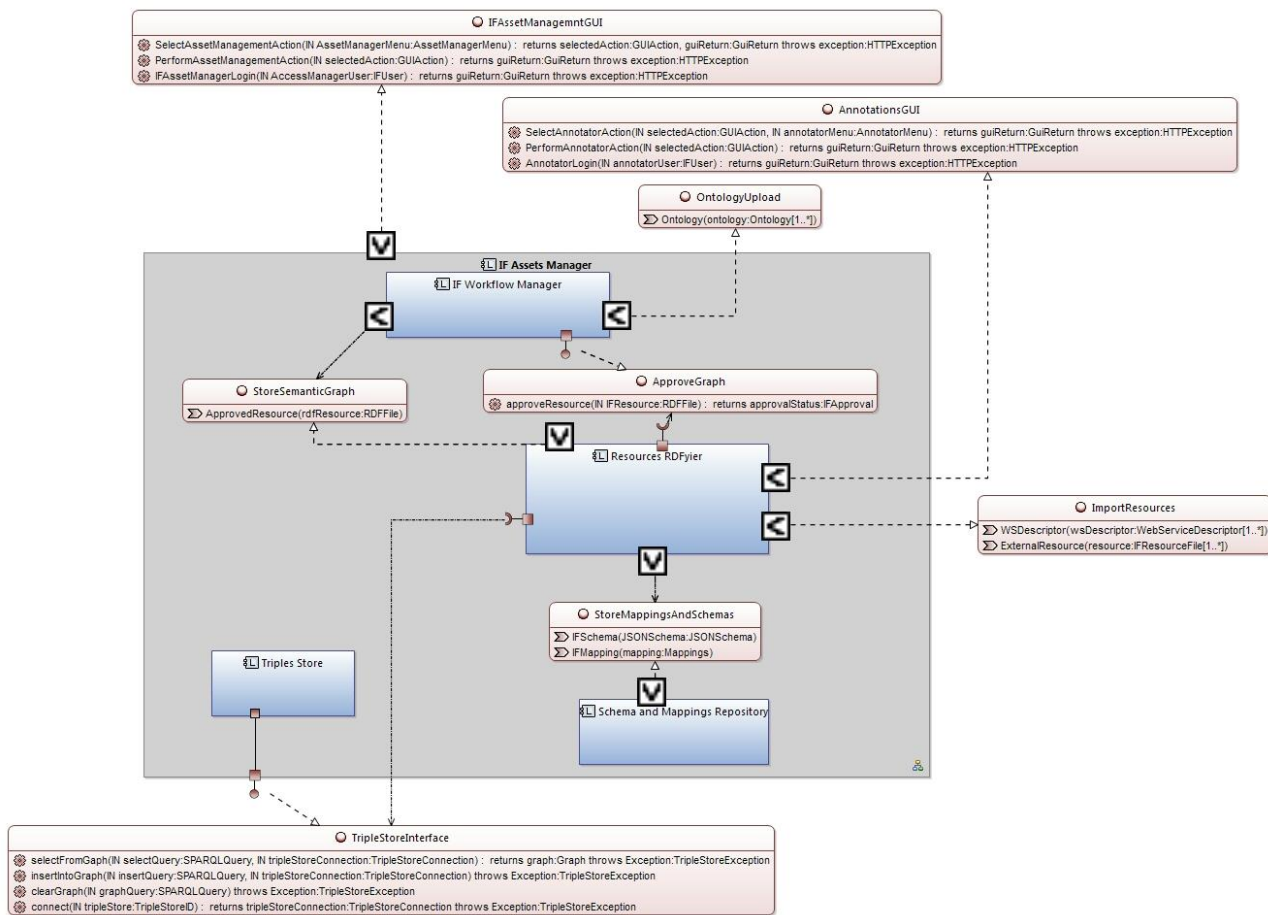 IFAssetManagemntGUI
SelectAssetManagementAction(IN AssetManagerMenu:AssetManagerMenu) : returns selectedAction:GUIAction, guiReturn:GuiReturn throws exception:HTTPException
PerformAssetManagementAction(IN selectedAction:GUIAction) : returns guiReturn:GuiReturn throws exception:HTTPException
IFAssetManagerLogin(IN AccessManagerUser:IFUser) : returns guiReturn:GuiReturn throws exception:HTTPException
AnnotationsGUI
SelectAnnotatorAction(IN selectedAction:GUIAction, IN annotatorMenu:AnnotatorMenu) : returns guiReturn:GuiReturn throws exception:HTTPException
PerformAnnotatorAction(IN selectedAction:GUIAction) : returns guiReturn:GuiReturn throws exception:HTTPException
AnnotatorLogin(IN annotatorUser:IFUser) : returns guiReturn:GuiReturn throws exception:HTTPException
OntologyUpload
Ontology(ontology:Ontology[1..*])
IF Assets Manager
IF Workflow Manager
StoreSemanticGraph
ApprovedResource(rdfResource:RDFFile)
ApproveGraph
approveResource(IN IFResource:RDFFile) : returns approvalStatus:IFApproval
Resources RDFyier
ImportResources
WSDescriptor(wsDescriptor:WebServiceDescriptor[1..*])
ExternalResource(resource:IFResourceFile[1..*])
StoreMappingsAndSchemas
IFSchema(JSONSchema:JSONSchema)
IFMapping(mapping:Mappings)
Triples Store
Schema and Mappings Repository
TripleStoreInterface
selectFromGaph(IN selectQuery:SPARQLQuery, IN tripleStoreConnection:TripleStoreConnection) : returns graph:Graph throws Exception:TripleStoreException
insertIntoGraph(IN insertQuery:SPARQLQuery, IN tripleStoreConnection:TripleStoreConnection) throws Exception:TripleStoreException
clearGraph(IN graphQuery:SPARQLQuery) throws Exception:TripleStoreException
connect(IN tripleStore:TripleStoreID) : returns tripleStoreConnection:TripleStoreConnection throws Exception:TripleStoreException